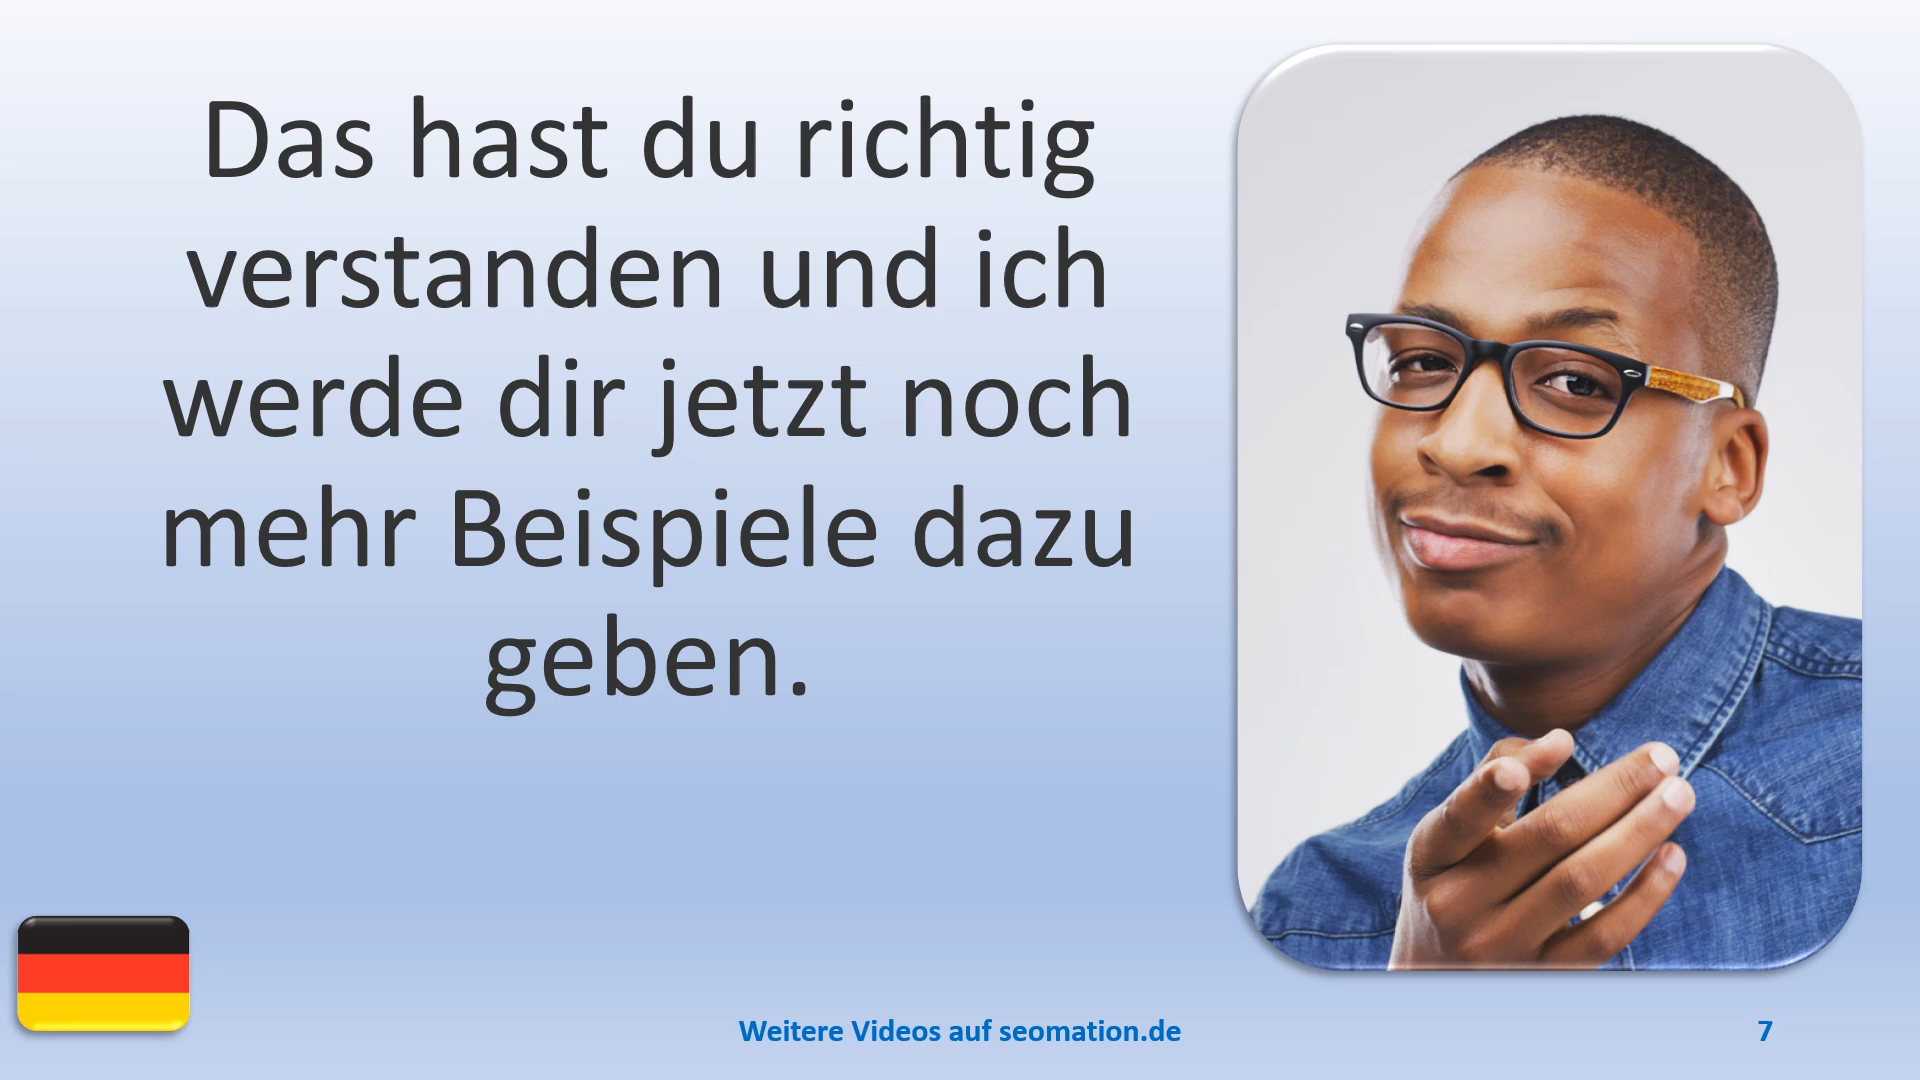 Das hast du richtig
verstanden und ich
werde dir jetzt noch
mehr Beispiele dazu
geben.
Weitere Videos auf seomation.de
7